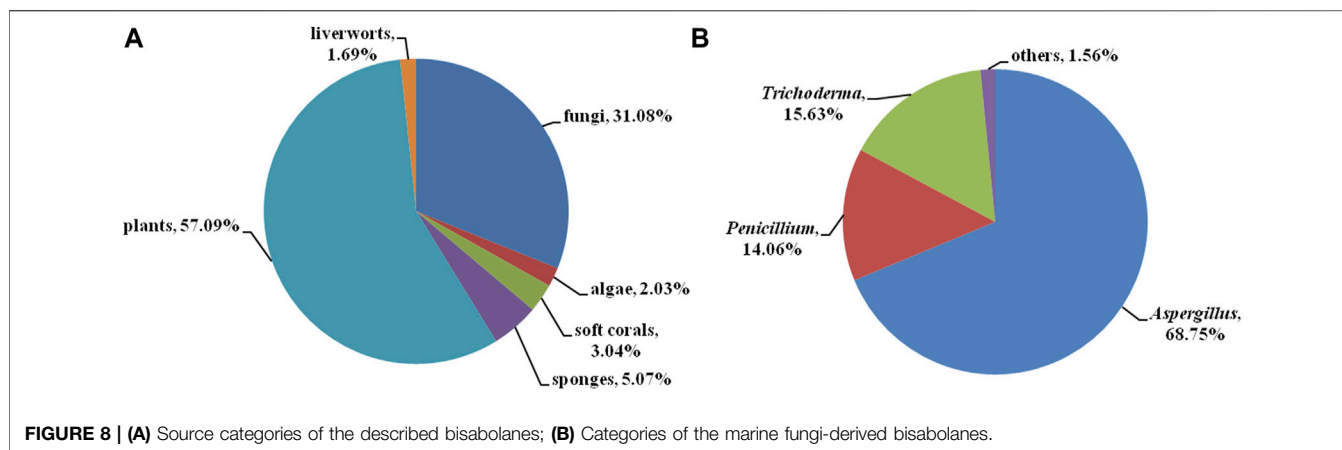 A
liverworts,
1.69%
fungi, 31.08%
plants, 57.09%
algae, 2.03%
soft corals,
3.04%
sponges, 5.07%
B
others, 1.56%
Trichoderma,
15.63%
Penicillium,
14.06%
Aspergillus,
68.75%
FIGURE 8 | (A) Source categories of the described bisabolanes; (B) Categories of the marine fungi-derived bisabolanes.